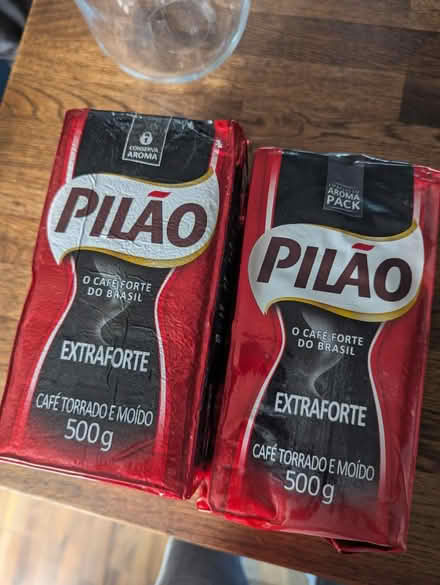 CONSERVA
AROMA
PILÃO
O CAFÉ FORTE
DO BRASIL
EXTRAFORTE
CAFÉ TORRADO E MOÍDO
500g
AROMA
PACK
PILÃO
O CAFÉ FORTE
DO BRASIL
EXTRAFORTE
CAFÉ TORRADO E MOÍDO
500g